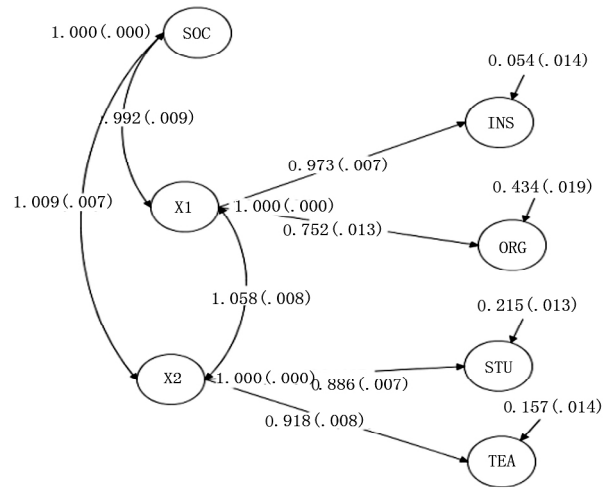 1.000(.000)
SOC
0.054(.014)
.992(.009)
INS
0.973(.007)
0.434(.019)
1.009(.007)
X1
1.000(.000)
0.752(.013)
ORG
1.058(.008)
0.215(.013)
X2
1.000(.000)
0.886(.007)
STU
0.157(.014)
0.918(.008)
TEA